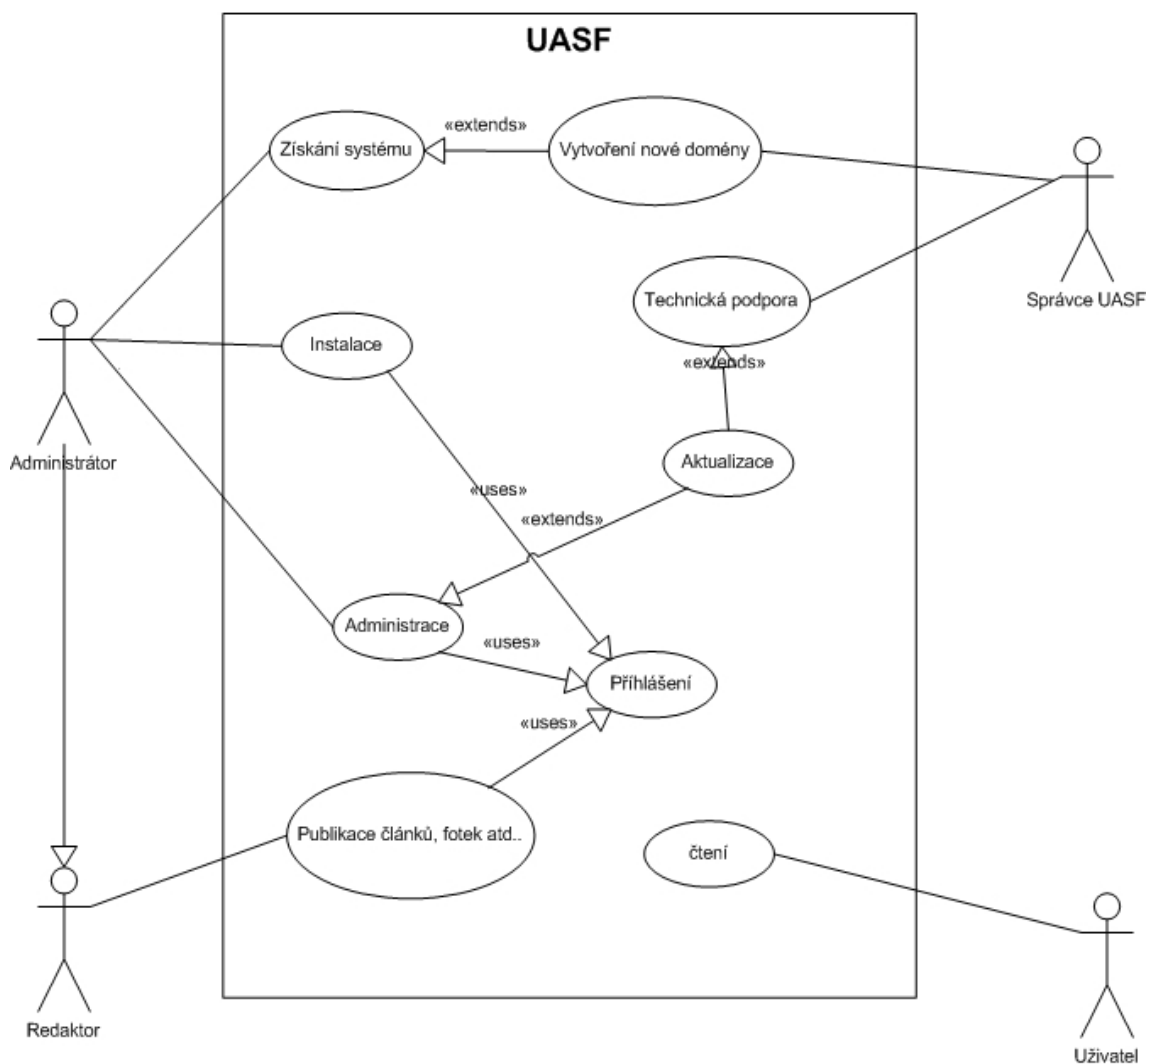 UASF
«extends»
Získání systému
Vytvoření nové domény
Technická podpora
Správce UASF
Instalace
«extends»
Administrátor
Aktualizace
«uses»
«extends»
Administrace
«uses»
Příhlášení
«uses»
Publikace článků, fotek atd..
čtení
Redaktor
Uživatel